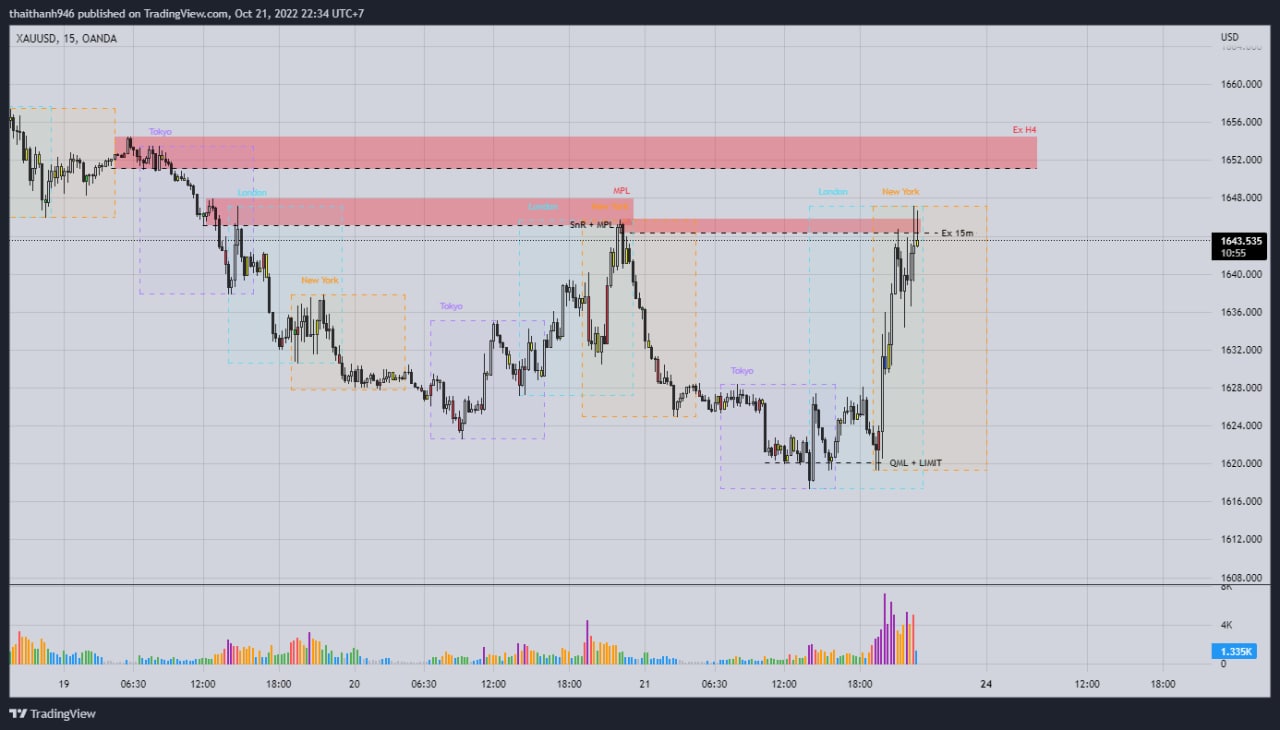 thaithanh946 published on TradingView.com, Oct 21, 2022 22:34 UTC+7
XAUUSD, 15, OANDA
USD
1660.000
1656.000
1652.000
1648.000
1643.535
10:55
1640.000
1636.000
1632.000
1628.000
1624.000
1620.000
1616.000
1612.000
1608.000
8K
4K
1.335K
0
Ex H4
Tokyo
London
MPL
London
London
New York
SnR + MPL
Ex 15m
New York
Tokyo
Tokyo
QML + LIMIT
19
06:30
12:00
18:00
20
06:30
12:00
18:00
21
06:30
12:00
18:00
24
12:00
18:00
TradingView